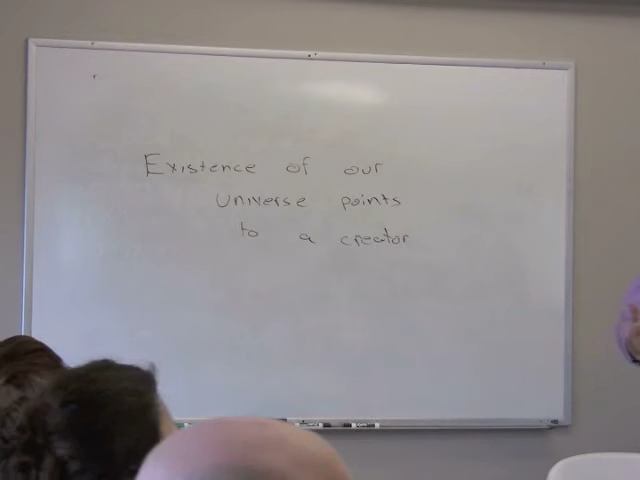 Existence of our
universe points
to a creator